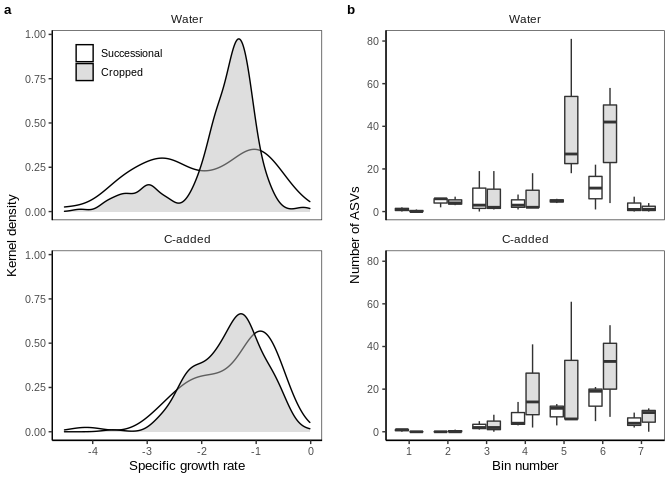 a
Water
1.00
0.75
0.50
0.25
0.00
Successional
Cropped
C-added
1.00
0.75
0.50
0.25
0.00
Kernel density
-4 -3 -2 -1 0
Specific growth rate
b
Water
80
60
40
20
0
C-added
80
60
40
20
0
Number of ASVs
1 2 3 4 5 6 7
Bin number